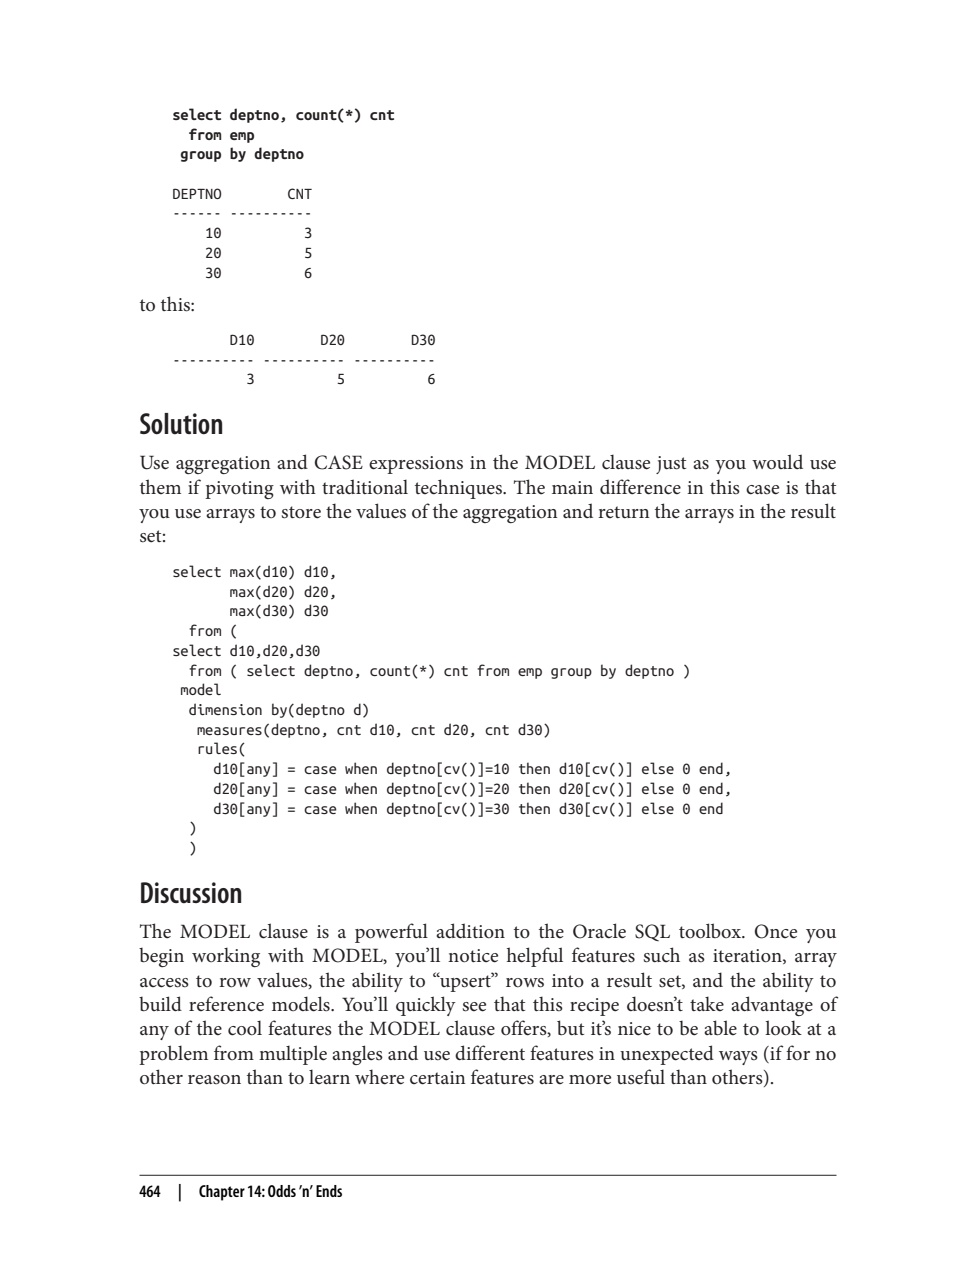 select deptno, count(*) cnt
from emp
group by deptno
DEPTNO CNT
------ ----------
10 3
20 5
30 6
to this:
D10 D20 D30
---------- ---------- ----------
3 5 6
Solution
Use aggregation and CASE expressions in the MODEL clause just as you would use
them if pivoting with traditional techniques. The main difference in this case is that
you use arrays to store the values of the aggregation and return the arrays in the result
set:
select max(d10) d10,
max(d20) d20,
max(d30) d30
from (
select d10,d20,d30
from ( select deptno, count(*) cnt from emp group by deptno )
model
dimension by(deptno d)
measures(deptno, cnt d10, cnt d20, cnt d30)
rules(
d10[any] = case when deptno[cv()]=10 then d10[cv()] else 0 end,
d20[any] = case when deptno[cv()]=20 then d20[cv()] else 0 end,
d30[any] = case when deptno[cv()]=30 then d30[cv()] else 0 end
)
)
Discussion
The MODEL clause is a powerful addition to the Oracle SQL toolbox. Once you
begin working with MODEL, you’ll notice helpful features such as iteration, array
access to row values, the ability to “upsert” rows into a result set, and the ability to
build reference models. You’ll quickly see that this recipe doesn’t take advantage of
any of the cool features the MODEL clause offers, but it’s nice to be able to look at a
problem from multiple angles and use different features in unexpected ways (if for no
other reason than to learn where certain features are more useful than others).
464 | Chapter 14: Odds ’n’ Ends